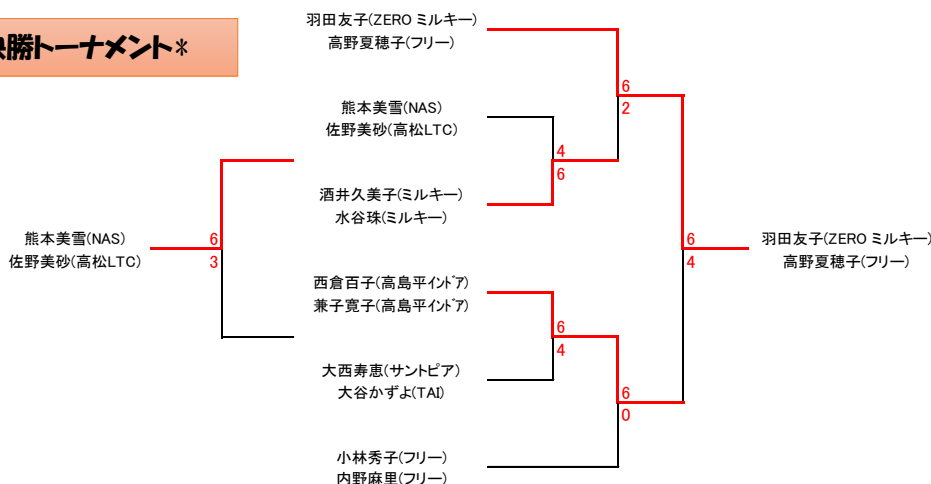 勝トーナメント*
羽田友子(ZERO ミルキー)
高野夏穂子(フリー)
6
2
熊本美雪(NAS)
佐野美砂(高松LTC)
4
6
酒井久美子(ミルキー)
水谷珠(ミルキー)
熊本美雪(NAS)
佐野美砂(高松LTC)
6
3
6
4
羽田友子(ZERO ミルキー)
高野夏穂子(フリー)
西倉百子(高島平インドア)
兼子寛子(高島平インドア)
6
4
大西寿恵(サントピア)
大谷かずよ(TAI)
6
0
小林秀子(フリー)
内野麻里(フリー)